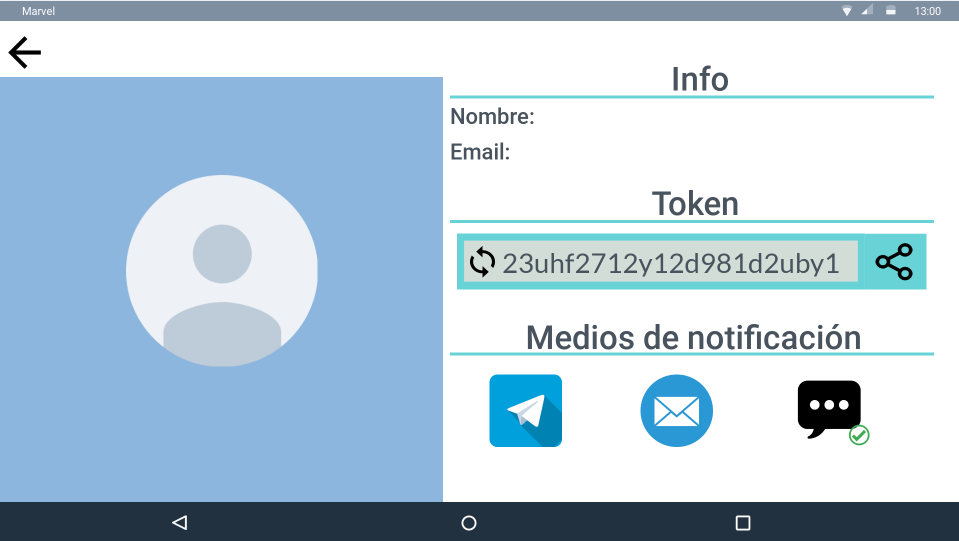 Marvel
13:00
Info
Nombre:
Email:
Token
23uhf2712y12d981d2uby1
Medios de notificación